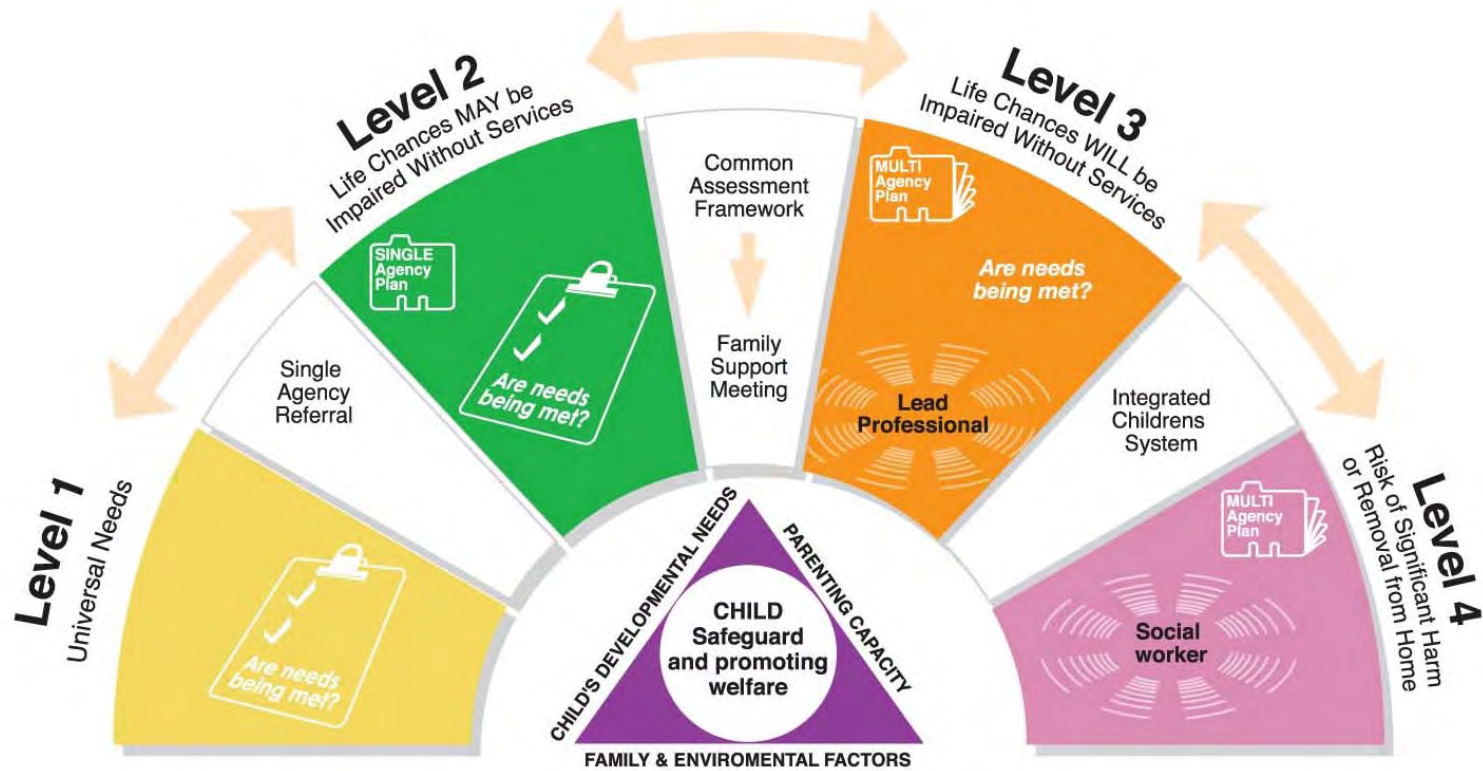 Level 1
Universal Needs
Are needs
being met?
Single
Agency
Referral
Level 2
Life Chances MAY be
Impaired Without Services
SINGLE
Agency
Plan
Are needs
being met?
Common
Assessment
Framework
Family
Support
Meeting
Level 3
Life Chances WILL be
Impaired Without Services
MULTI
Agency
Plan
Are needs
being met?
Lead
Professional
Integrated
Childrens
System
Level 4
Risk of Significant Harm
or Removal from Home
MULTI
Agency
Plan
Social
worker
CHILD'S DEVELOPMENTAL NEEDS
PARENTING CAPACITY
CHILD
Safeguard
and promoting
welfare
FAMILY & ENVIROMENTAL FACTORS